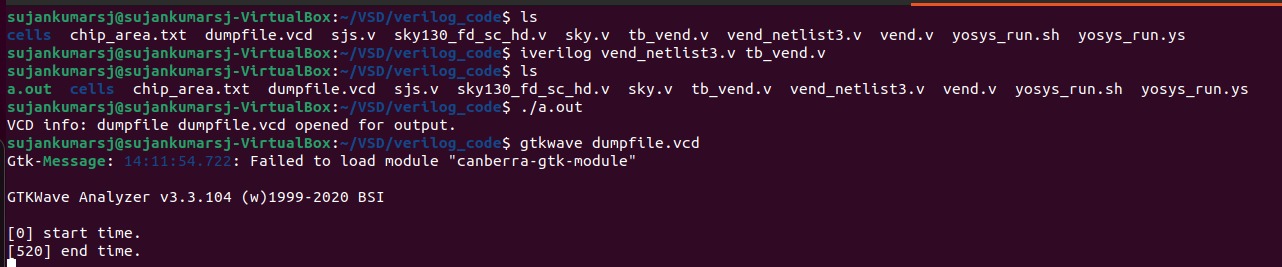 sujankumarsj@sujankumarsj-VirtualBox:~/VSD/verilog_code$ ls
cells  chip_area.txt  dumpfile.vcd  sjs.v  sky130_fd_sc_hd.v  sky.v  tb_vend.v  vend_netlist3.v  vend.v  yosys_run.sh  yosys_run.ys
sujankumarsj@sujankumarsj-VirtualBox:~/VSD/verilog_code$ iverilog vend_netlist3.v tb_vend.v
sujankumarsj@sujankumarsj-VirtualBox:~/VSD/verilog_code$ ls
a.out  cells  chip_area.txt  dumpfile.vcd  sjs.v  sky130_fd_sc_hd.v  sky.v  tb_vend.v  vend_netlist3.v  vend.v  yosys_run.sh  yosys_run.ys
sujankumarsj@sujankumarsj-VirtualBox:~/VSD/verilog_code$ ./a.out
VCD info: dumpfile dumpfile.vcd opened for output.
sujankumarsj@sujankumarsj-VirtualBox:~/VSD/verilog_code$ gtkwave dumpfile.vcd
Gtk-Message: 14:11:54.722: Failed to load module "canberra-gtk-module"
GTKWave Analyzer v3.3.104 (w)1999-2020 BSI
[0] start time.
[520] end time.